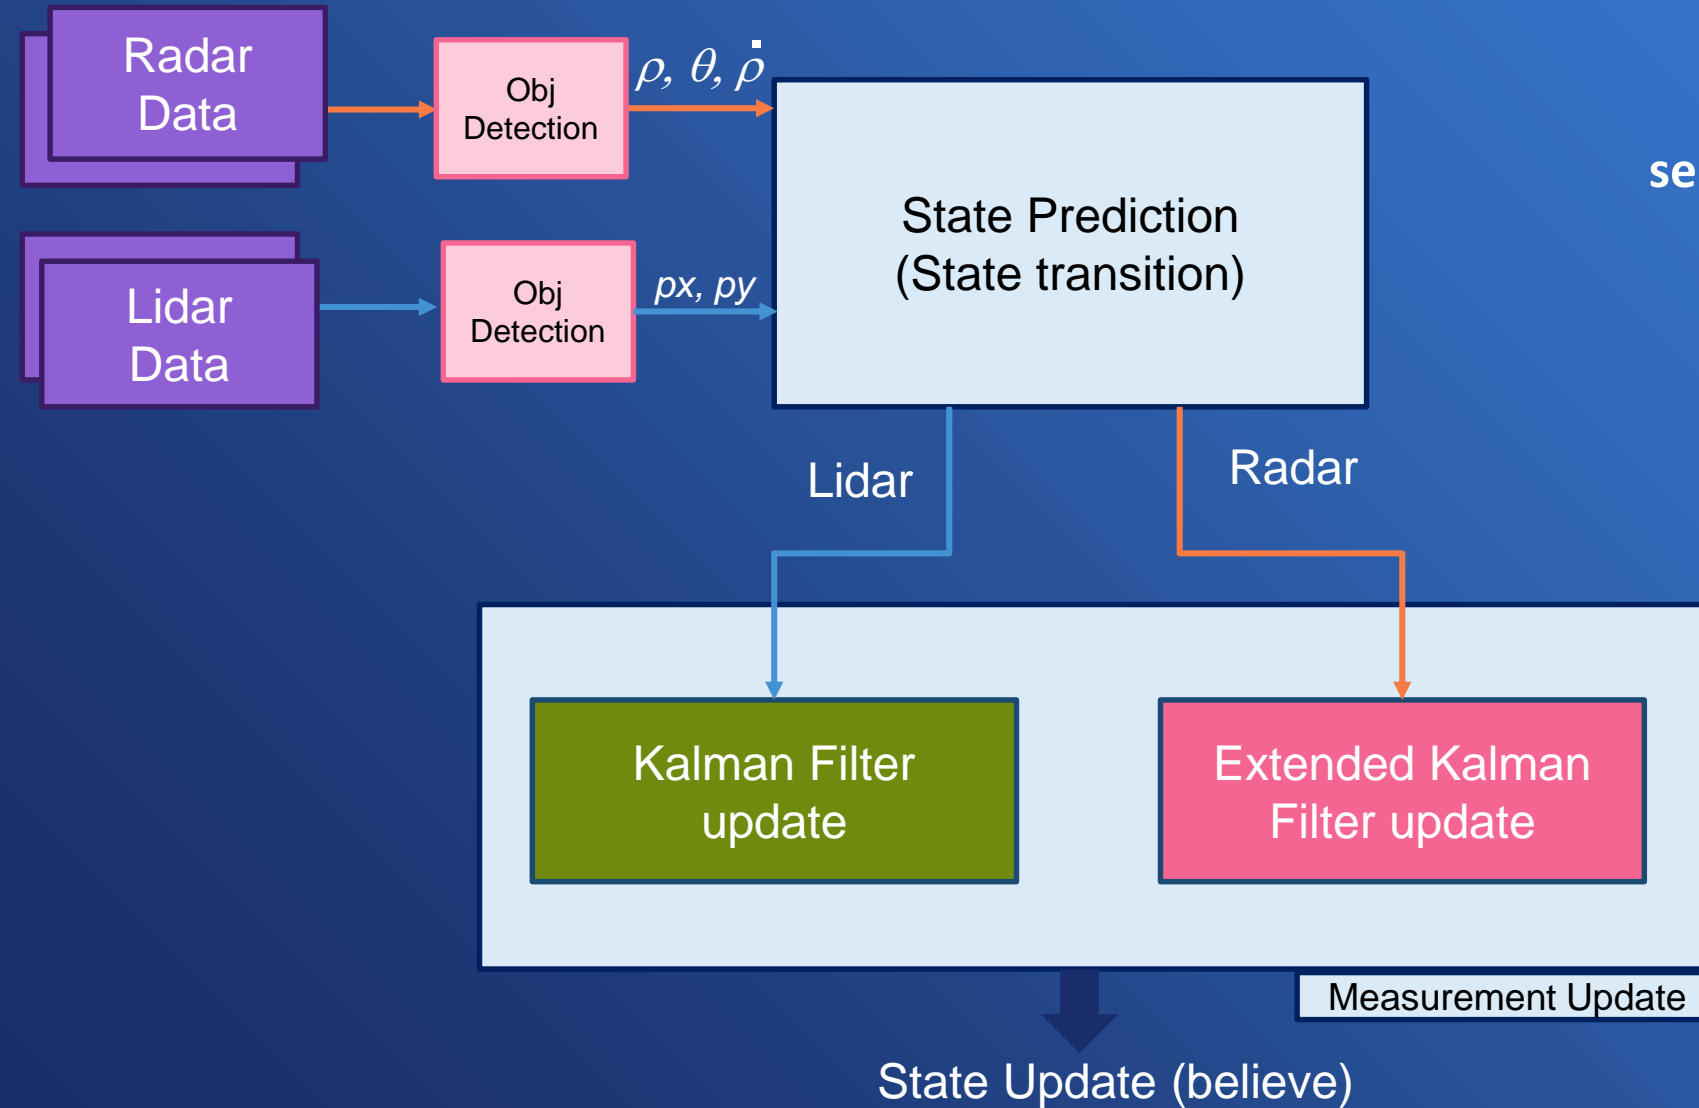 Radar
Data
Obj
Detection
ρ, θ, ρ̇
State Prediction
(State transition)
se
Lidar
Data
Obj
Detection
px, py
Lidar
Radar
Kalman Filter
update
Extended Kalman
Filter update
Measurement Update
State Update (believe)